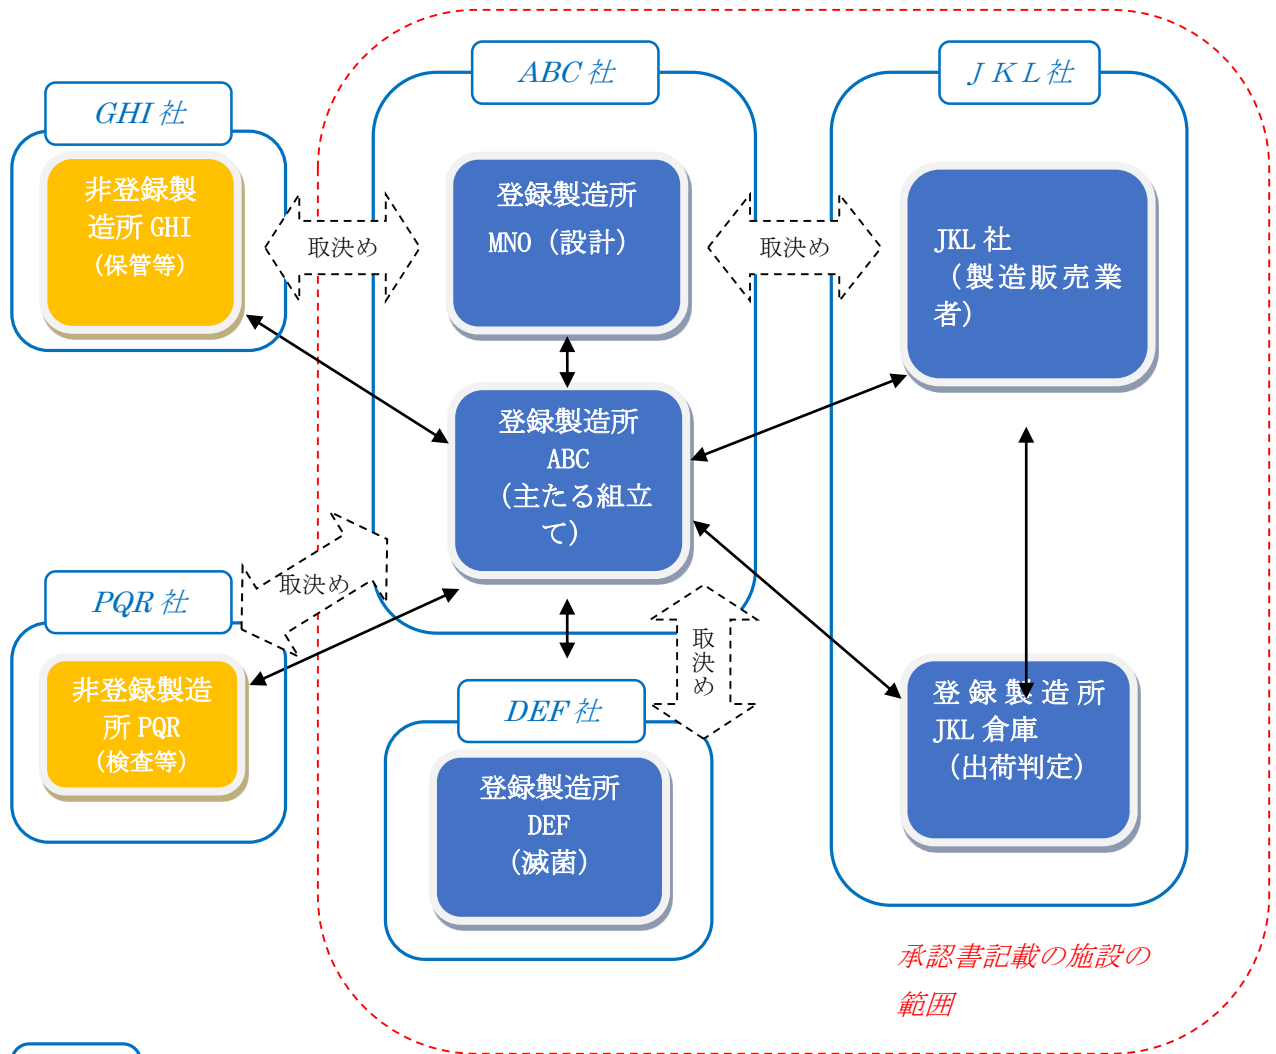 ABC 社
ＪＫＬ社
GHI 社
非登録製
造所 GHI
（保管等）
取決め
登録製造所
MNO（設計）
取決め
JKL 社
（製造販売業
者）
登録製造所
ABC
（主たる組立
て）
取決め
PQR 社
非登録製造
所 PQR
（検査等）
取決め
DEF 社
登録製造所
DEF
（滅菌）
登録製造所
JKL 倉庫
（出荷判定）
承認書記載の施設の
範囲